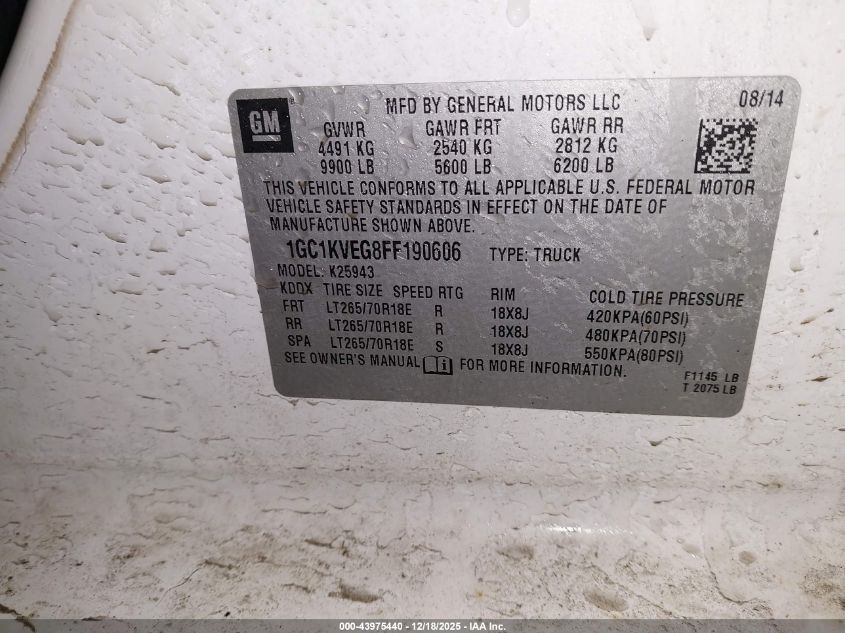 GM
MFD BY GENERAL MOTORS LLC 08/14
GVWR GAWR FRT GAWR RR
4491 KG 2540 KG 2812 KG
9900 LB 5600 LB 6200 LB
THIS VEHICLE CONFORMS TO ALL APPLICABLE U.S. FEDERAL MOTOR
VEHICLE SAFETY STANDARDS IN EFFECT ON THE DATE OF
MANUFACTURE SHOWN ABOVE.
1GC1KVEG8FF190606 TYPE: TRUCK
MODEL: K25943
KDQX TIRE SIZE SPEED RTG RIM COLD TIRE PRESSURE
FRT LT265/70R18E R 18X8J 420KPA(60PSI)
RR LT265/70R18E R 18X8J 480KPA(70PSI)
SPA LT265/70R18E S 18X8J 550KPA(80PSI)
SEE OWNER'S MANUAL FOR MORE INFORMATION.
F1145 LB
T 2075 LB
000-43975440 - 12/18/2025 - IAA Inc.